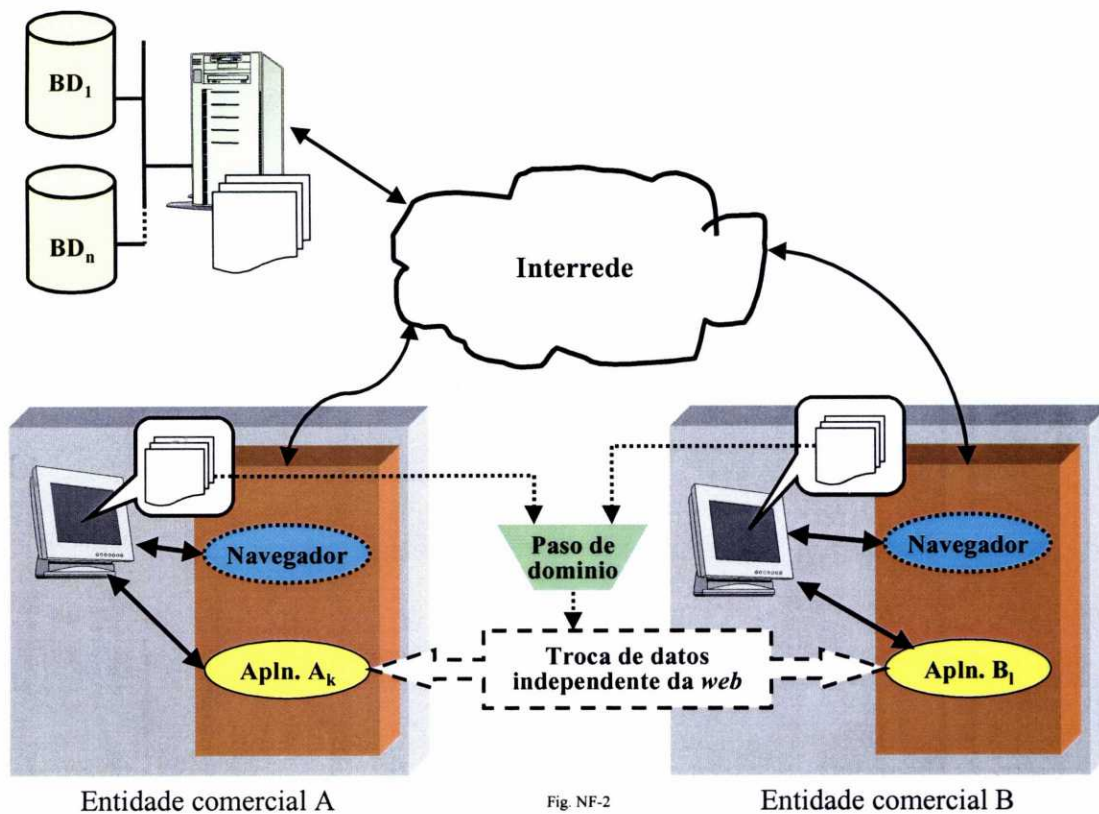 BD1
BDn
Interrede
Navegador
Apln. Ak
Paso de
dominio
Troca de datos
independente da web
Navegador
Apln. Bl
Entidade comercial A
Fig. NF-2
Entidade comercial B